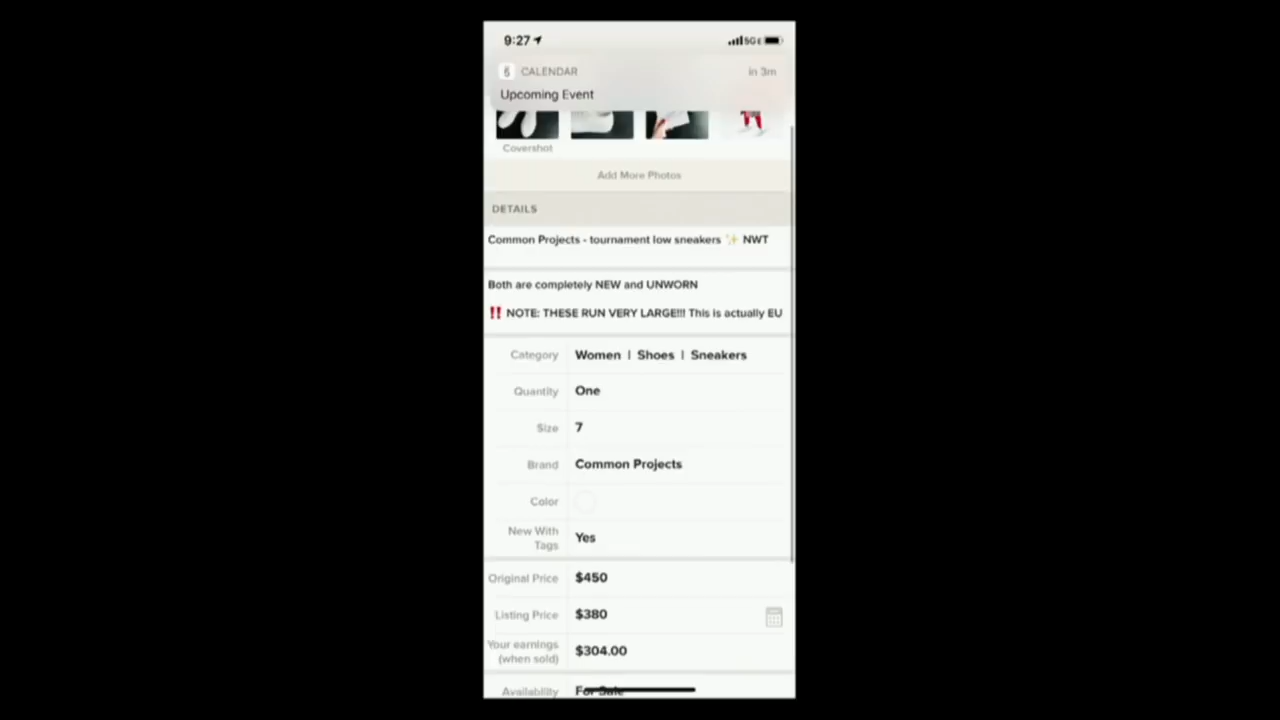 9:27
5G E
CALENDAR
in 3m
Upcoming Event
Covershot
Add More Photos
DETAILS
Common Projects - tournament low sneakers ✨ NWT
Both are completely NEW and UNWORN
‼️ NOTE: THESE RUN VERY LARGE!!! This is actually EU
Category Women | Shoes | Sneakers
Quantity One
Size 7
Brand Common Projects
Color
New With
Tags
Yes
Original Price $450
Listing Price $380
Your earnings
(when sold)
$304.00
Availability For Sale